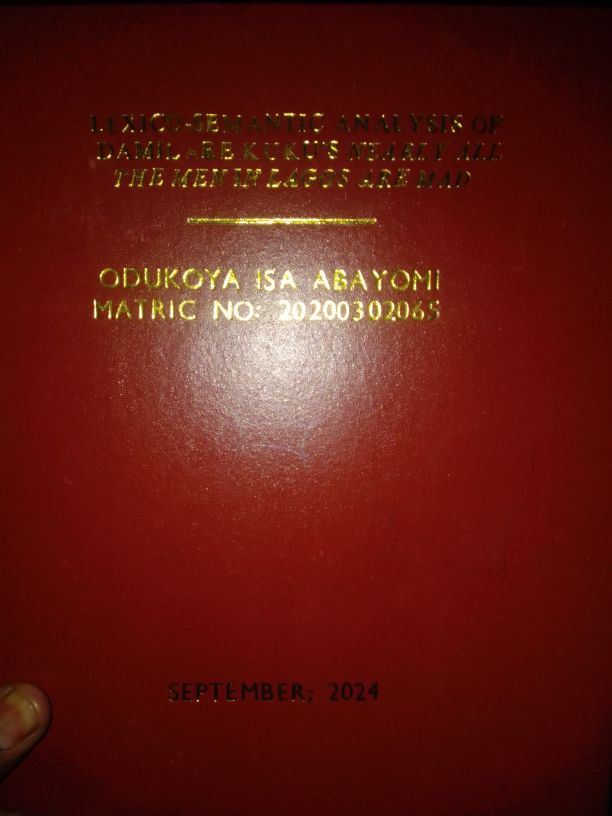 LEXICO-SEMANTIC ANALYSIS OF
DAMILARE KUKU'S NEARLY ALL
THE MEN IN LAGOS ARE MAD
ODUKOYA ISA ABAYOMI
MATRIC NO: 20200302065
SEPTEMBER, 2024